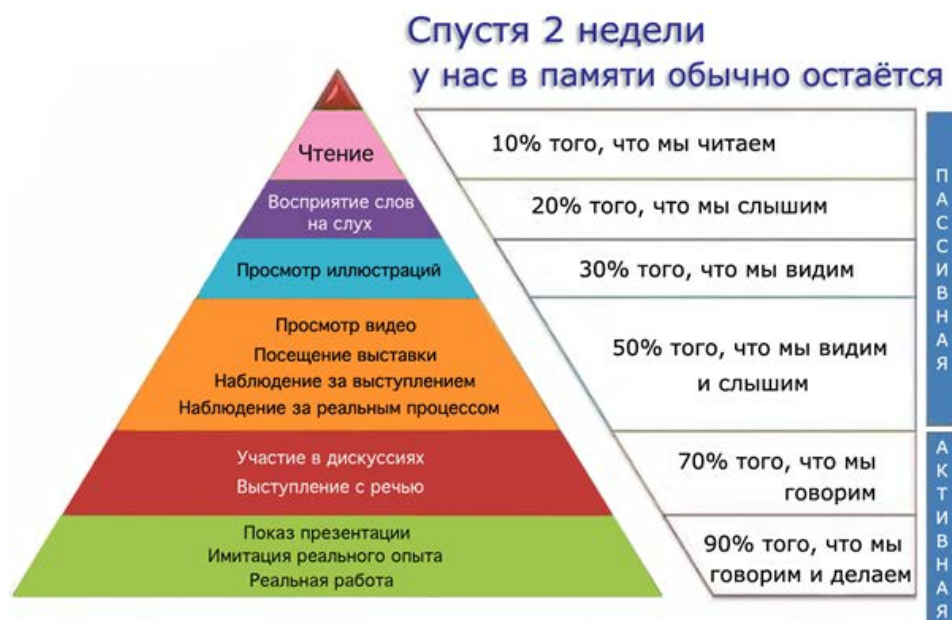 Спустя 2 недели
у нас в памяти обычно остаётся
Чтение
10% того, что мы читаем
Восприятие слов
на слух
20% того, что мы слышим
Просмотр иллюстраций
30% того, что мы видим
Просмотр видео
Посещение выставки
Наблюдение за выступлением
Наблюдение за реальным процессом
50% того, что мы видим
и слышим
Участие в дискуссиях
Выступление с речью
70% того, что мы
говорим
Показ презентации
Имитация реального опыта
Реальная работа
90% того, что мы
говорим и делаем
ПАССИВНАЯ
АКТИВНАЯ